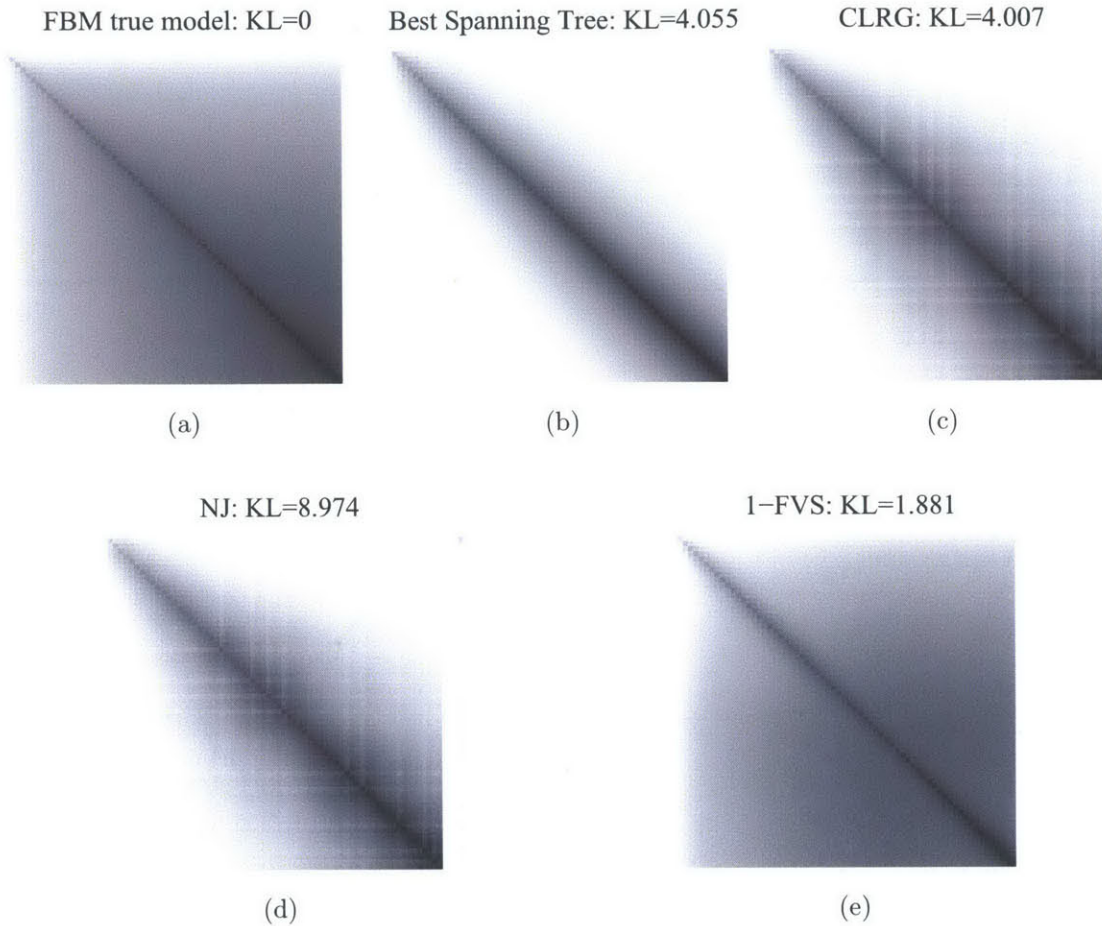 FBM true model: KL=0
Best Spanning Tree: KL=4.055
CLRG: KL=4.007
(a)
(b)
(c)
NJ: KL=8.974
1−FVS: KL=1.881
(d)
(e)